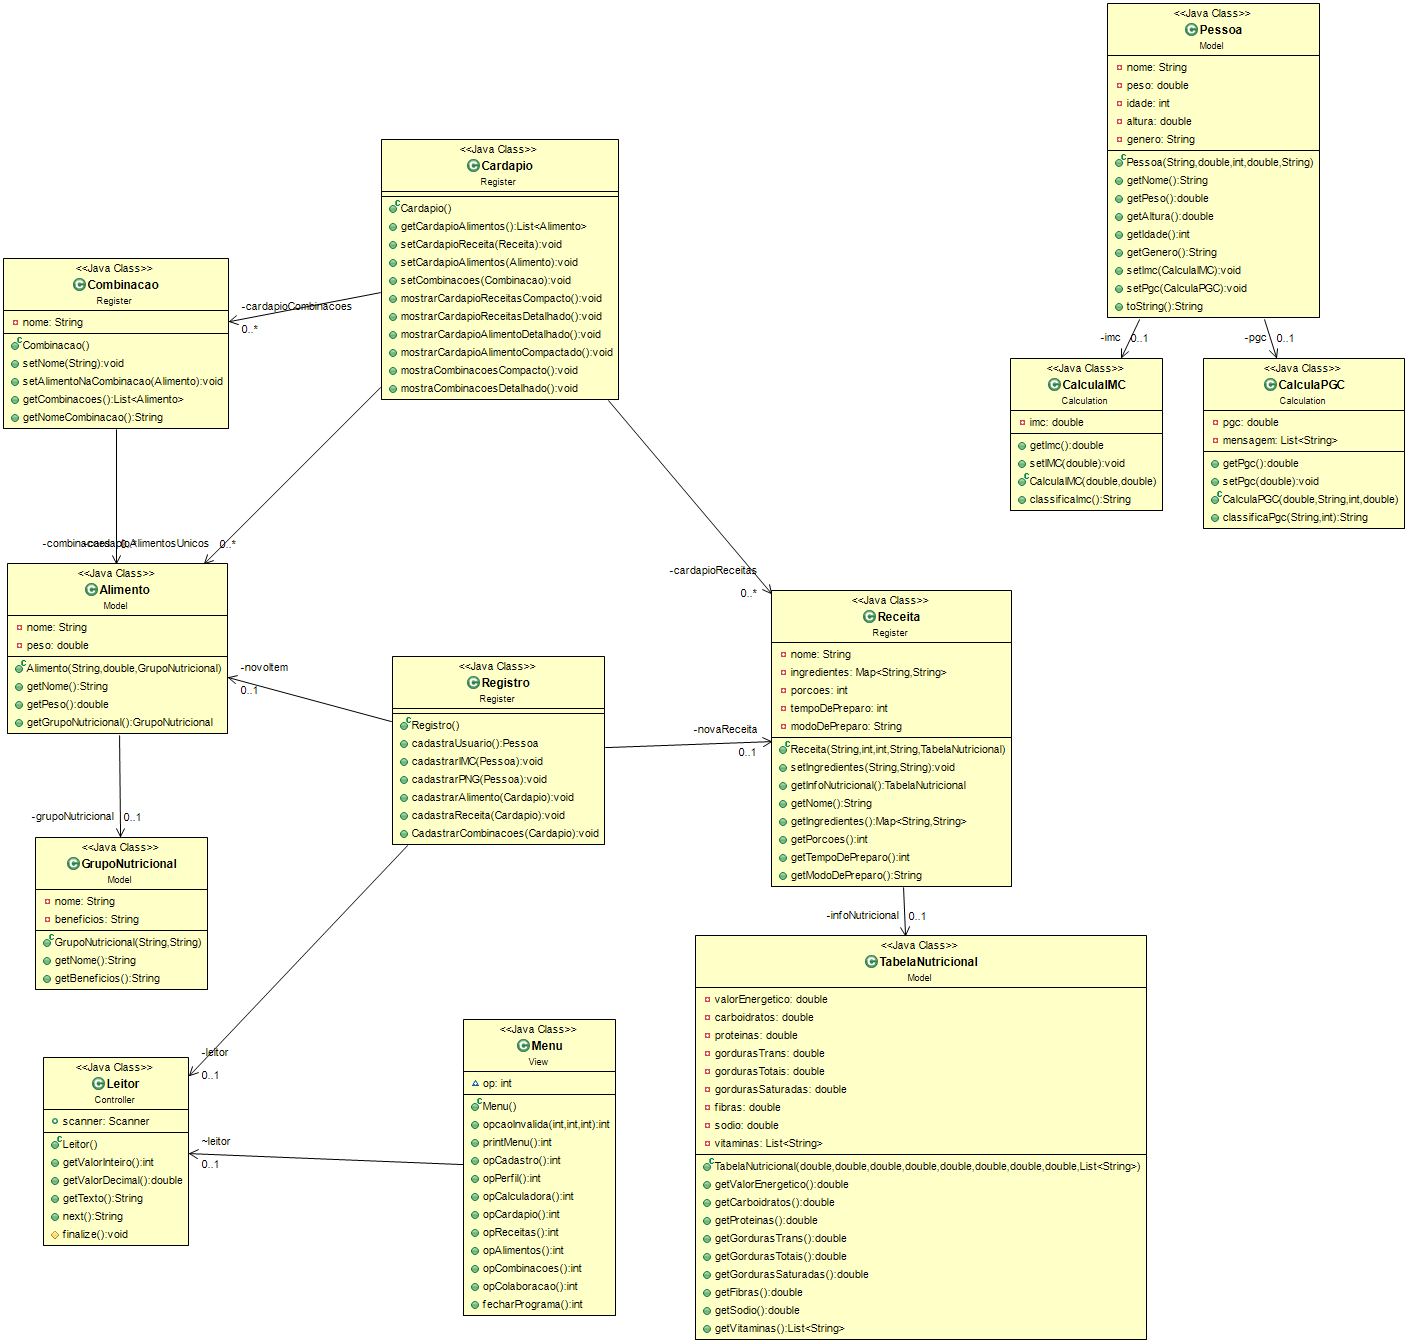 <<Java Class>>
Pessoa
Model
nome: String
peso: double
idade: int
altura: double
genero: String
Pessoa(String,double,int,double,String)
getNome():String
getPeso():double
getAltura():double
getIdade():int
getGenero():String
setImc(CalculaIMC):void
setPgc(CalculaPGC):void
toString():String
<<Java Class>>
Cardapio
Register
Cardapio()
getCardapioAlimentos():List<Alimento>
setCardapioReceita(Receita):void
setCardapioAlimentos(Alimento):void
setCombinacoes(Combinacao):void
mostrarCardapioReceitasCompacto():void
mostrarCardapioReceitasDetalhado():void
mostrarCardapioAlimentoDetalhado():void
mostrarCardapioAlimentoCompactado():void
mostraCombinacoesCompacto():void
mostraCombinacoesDetalhado():void
<<Java Class>>
Combinacao
Register
nome: String
Combinacao()
setNome(String):void
setAlimentoNaCombinacao(Alimento):void
getCombinacoes():List<Alimento>
getNomeCombinacao():String
-cardapioCombinacoes
0..*
-imc 0..1
-pgc 0..1
<<Java Class>>
CalculaIMC
Calculation
imc: double
getImc():double
setIMC(double):void
CalculaIMC(double,double)
classificaImc():String
<<Java Class>>
CalculaPGC
Calculation
pgc: double
mensagem: List<String>
getPgc():double
setPgc(double):void
CalculaPGC(double,String,int,double)
classificaPgc(String,int):String
-combinacoes 0..*
-cardapioAlimentosUnicos 0..*
-cardapioReceitas
0..*
<<Java Class>>
Alimento
Model
nome: String
peso: double
Alimento(String,double,GrupoNutricional)
getNome():String
getPeso():double
getGrupoNutricional():GrupoNutricional
-novoItem
0..1
<<Java Class>>
Registro
Register
Registro()
cadastraUsuario():Pessoa
cadastrarIMC(Pessoa):void
cadastrarPNG(Pessoa):void
cadastrarAlimento(Cardapio):void
cadastraReceita(Cardapio):void
CadastrarCombinacoes(Cardapio):void
-novaReceita
0..1
<<Java Class>>
Receita
Register
nome: String
ingredientes: Map<String,String>
porcoes: int
tempoDePreparo: int
modoDePreparo: String
Receita(String,int,int,String,TabelaNutricional)
setIngredientes(String,String):void
getInfoNutricional():TabelaNutricional
getNome():String
getIngredientes():Map<String,String>
getPorcoes():int
getTempoDePreparo():int
getModoDePreparo():String
-grupoNutricional 0..1
<<Java Class>>
GrupoNutricional
Model
nome: String
beneficios: String
GrupoNutricional(String,String)
getNome():String
getBeneficios():String
-infoNutricional 0..1
<<Java Class>>
TabelaNutricional
Model
valorEnergetico: double
carboidratos: double
proteinas: double
gordurasTrans: double
gordurasTotais: double
gordurasSaturadas: double
fibras: double
sodio: double
vitaminas: List<String>
TabelaNutricional(double,double,double,double,double,double,double,double,List<String>)
getValorEnergetico():double
getCarboidratos():double
getProteinas():double
getGordurasTrans():double
getGordurasTotais():double
getGordurasSaturadas():double
getFibras():double
getSodio():double
getVitaminas():List<String>
-leitor
0..1
<<Java Class>>
Leitor
Controller
scanner: Scanner
Leitor()
getValorInteiro():int
getValorDecimal():double
getTexto():String
next():String
finalize():void
~leitor
0..1
<<Java Class>>
Menu
View
op: int
Menu()
opcaoInvalida(int,int,int):int
printMenu():int
opCadastro():int
opPerfil():int
opCalculadora():int
opCardapio():int
opReceitas():int
opAlimentos():int
opCombinacoes():int
opColaboracao():int
fecharPrograma():int